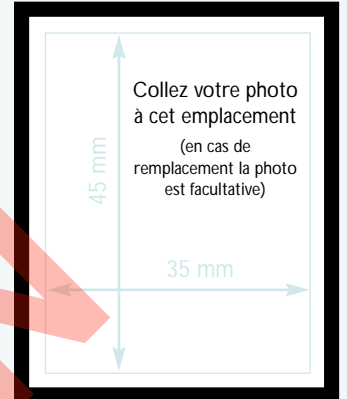 Collez votre photo
à cet emplacement
(en cas de
remplacement la photo
est facultative)
45 mm
35 mm